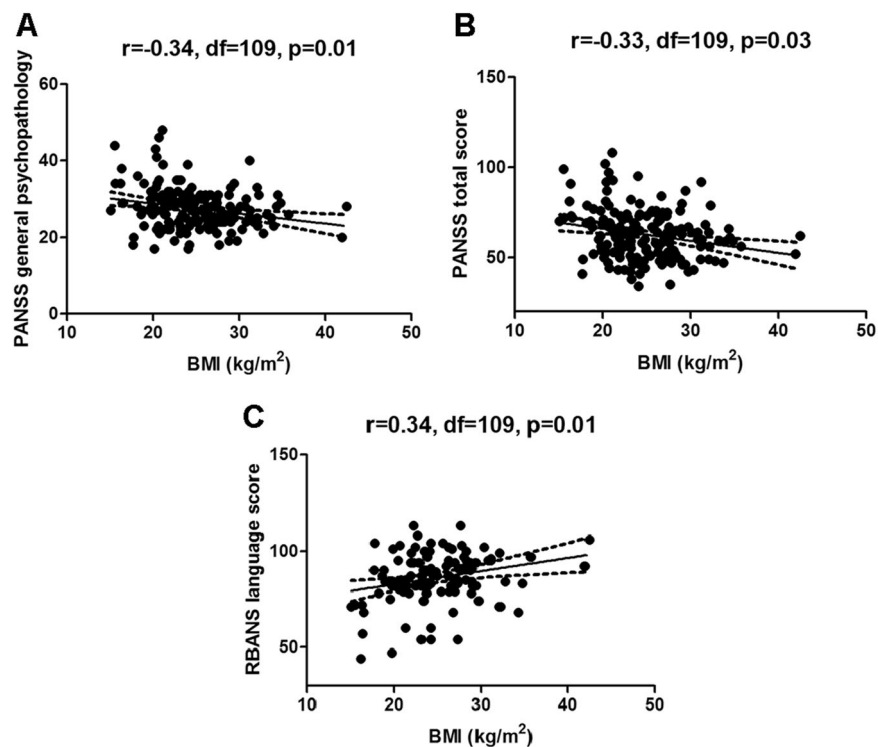 A
r=-0.34, df=109, p=0.01
PANSS general psychopathology
60
40
20
0
10 20 30 40 50
BMI (kg/m²)
B
r=-0.33, df=109, p=0.03
PANSS total score
150
100
50
10 20 30 40 50
BMI (kg/m²)
C
r=0.34, df=109, p=0.01
RBANS language score
150
100
50
10 20 30 40 50
BMI (kg/m²)